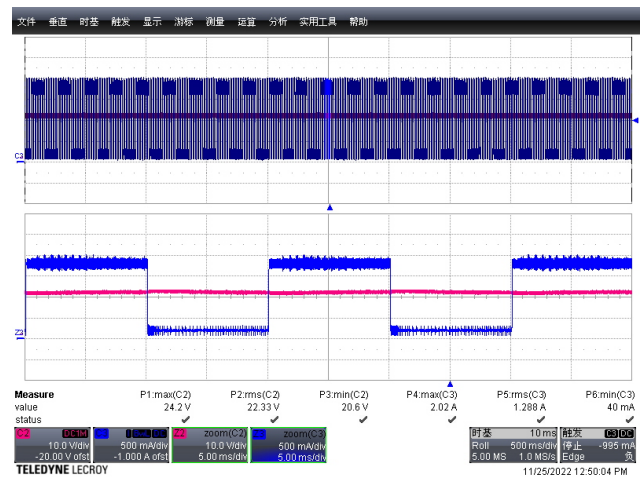 文件 垂直 时基 触发 显示 游标 测量 运算 分析 实用工具 帮助
C3
Z3
Measure P1:max(C2) P2:rms(C2) P3:min(C2) P4:max(C3) P5:rms(C3) P6:min(C3)
value 24.2 V 22.33 V 20.6 V 2.02 A 1.288 A 40 mA
status
C2 DC1M
10.0 V/div
-20.00 V ofst
500 mA/div
-1.000 A ofst
Z2 zoom(C2)
10.0 V/div
5.00 ms/div
zoom(C3)
500 mA/div
5.00 ms/div
时基 10 ms
Roll 500 ms/div
5.00 MS 1.0 MS/s
触发 C3 DC
停止 -995 mA
Edge 负
TELEDYNE LECROY
11/25/2022 12:50:04 PM